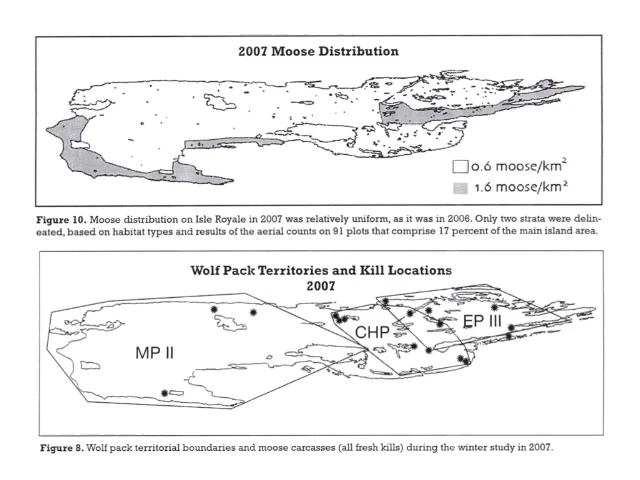 2007 Moose Distribution
0.6 moose/km²
1.6 moose/km²
Figure 10. Moose distribution on Isle Royale in 2007 was relatively uniform, as it was in 2006. Only two strata were delin-
eated, based on habitat types and results of the aerial counts on 91 plots that comprise 17 percent of the main island area.
Wolf Pack Territories and Kill Locations
2007
MP II
CHP
EP III
Figure 8. Wolf pack territorial boundaries and moose carcasses (all fresh kills) during the winter study in 2007.